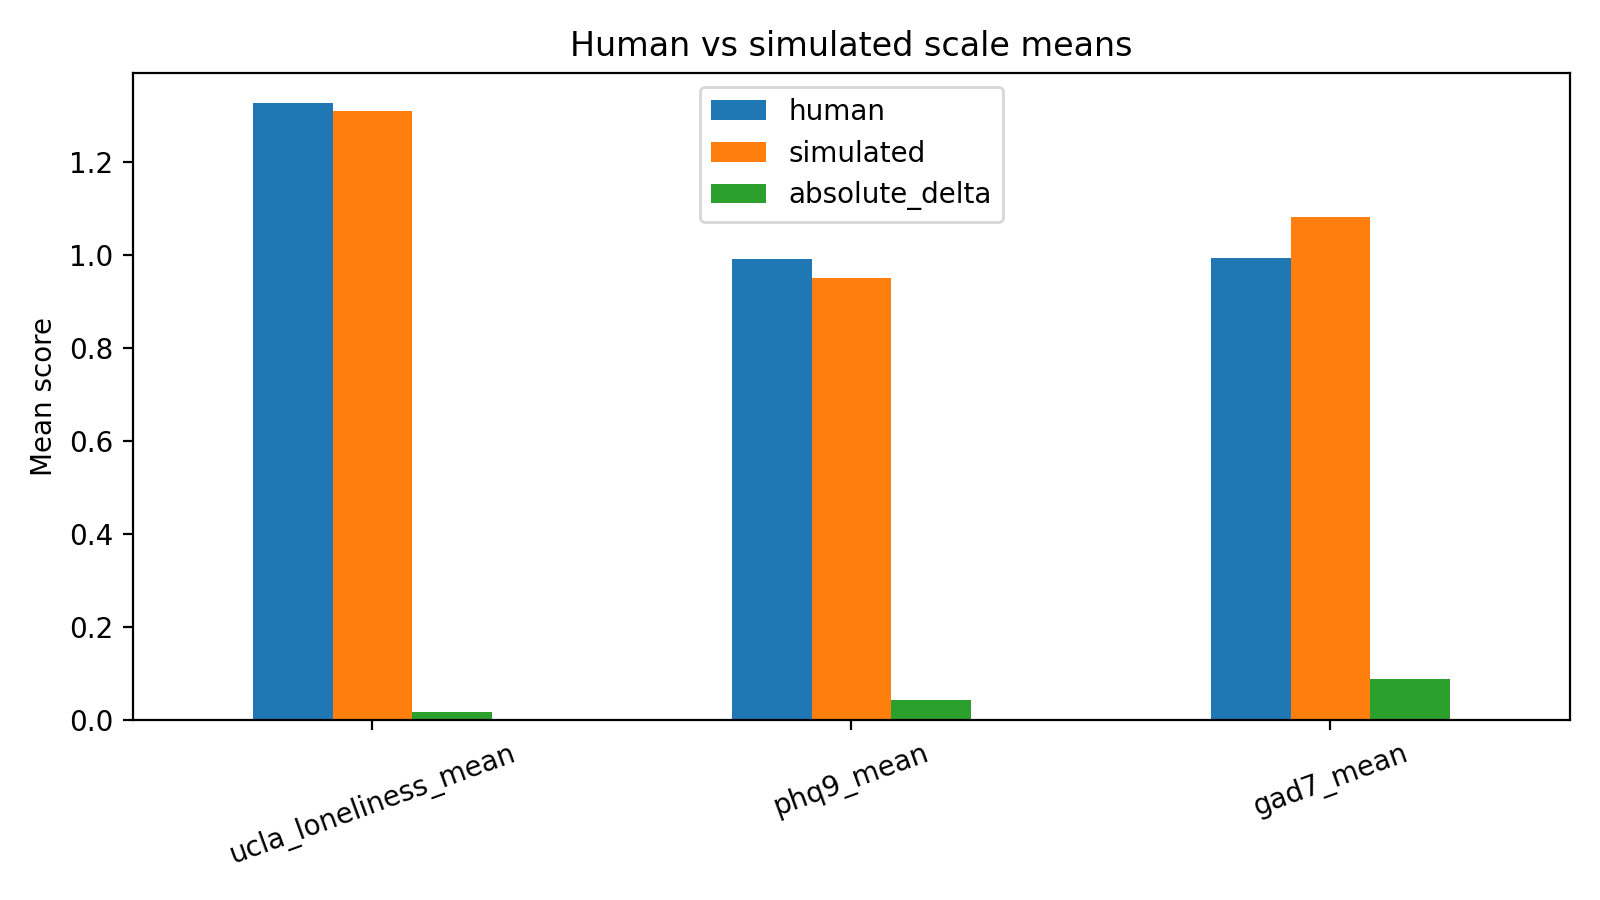 Human vs simulated scale means
human
simulated
absolute_delta
Mean score
1.2
1.0
0.8
0.6
0.4
0.2
0.0
ucla_loneliness_mean
phq9_mean
gad7_mean